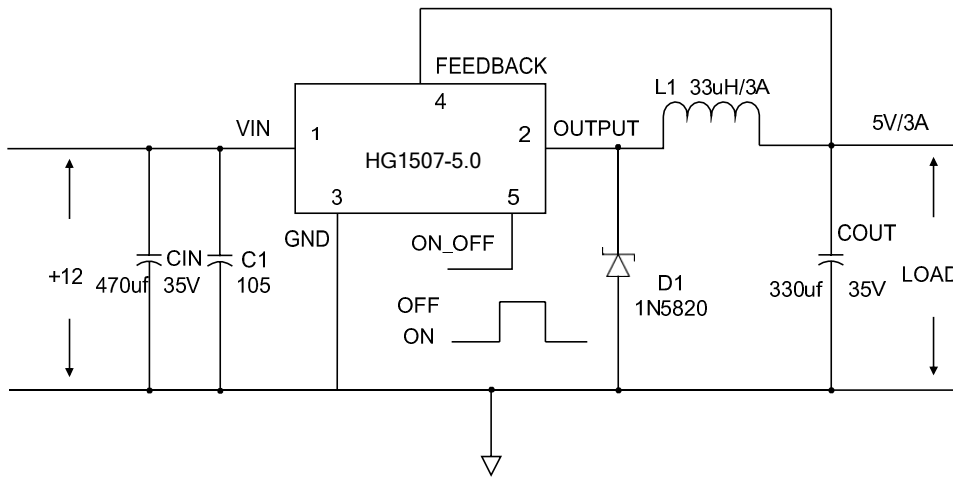 FEEDBACK
4
L1 33uH/3A
VIN
1
2
OUTPUT
5V/3A
HG1507-5.0
3
5
GND
ON_OFF
COUT
+12
CIN
470uf 35V
C1
105
D1
1N5820
330uf 35V
LOAD
OFF
ON